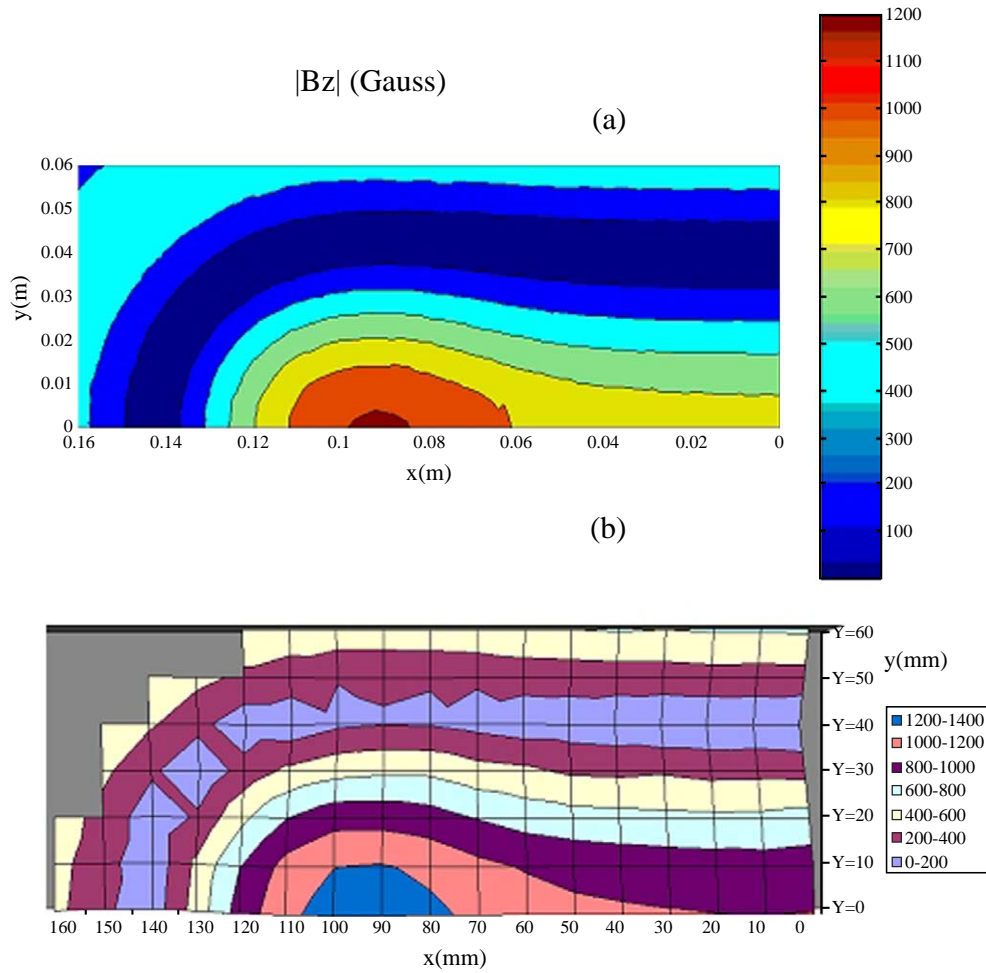 |Bz| (Gauss)
(a)
1200
1000
900
800
700
600
500
400
300
200
100
0.06
0.05
0.04
0.03
0.02
0.01
0
y(m)
0.16 0.14 0.12 0.1 0.08 0.06 0.04 0.02 0
x(m)
(b)
Y=60
Y=50
Y=40
Y=30
Y=20
Y=10
Y=0
y(mm)
1200-1400
1000-1200
800-1000
600-800
400-600
200-400
0-200
160 150 140 130 120 110 100 90 80 70 60 50 40 30 20 10 0
x(mm)